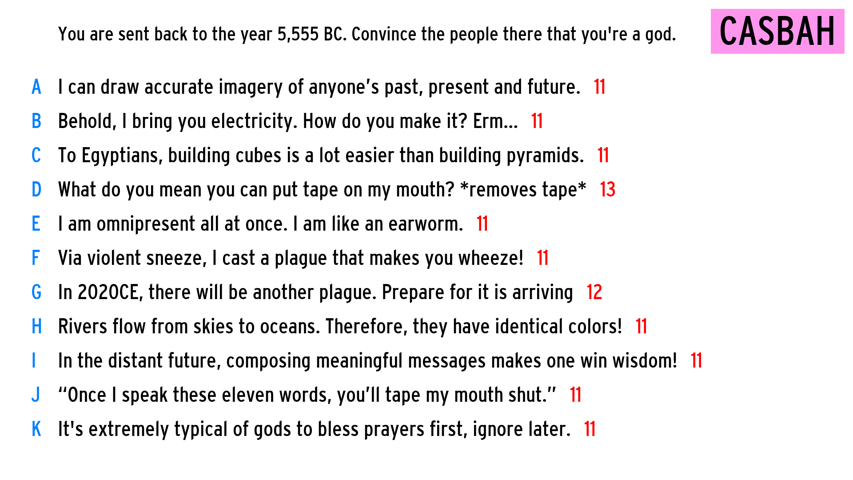 You are sent back to the year 5,555 BC. Convince the people there that you're a god.
CASBAH
A I can draw accurate imagery of anyone’s past, present and future. 11
B Behold, I bring you electricity. How do you make it? Erm... 11
C To Egyptians, building cubes is a lot easier than building pyramids. 11
D What do you mean you can put tape on my mouth? *removes tape* 13
E I am omnipresent all at once. I am like an earworm. 11
F Via violent sneeze, I cast a plague that makes you wheeze! 11
G In 2020CE, there will be another plague. Prepare for it is arriving 12
H Rivers flow from skies to oceans. Therefore, they have identical colors! 11
I In the distant future, composing meaningful messages makes one win wisdom! 11
J “Once I speak these eleven words, you’ll tape my mouth shut.” 11
K It's extremely typical of gods to bless prayers first, ignore later. 11